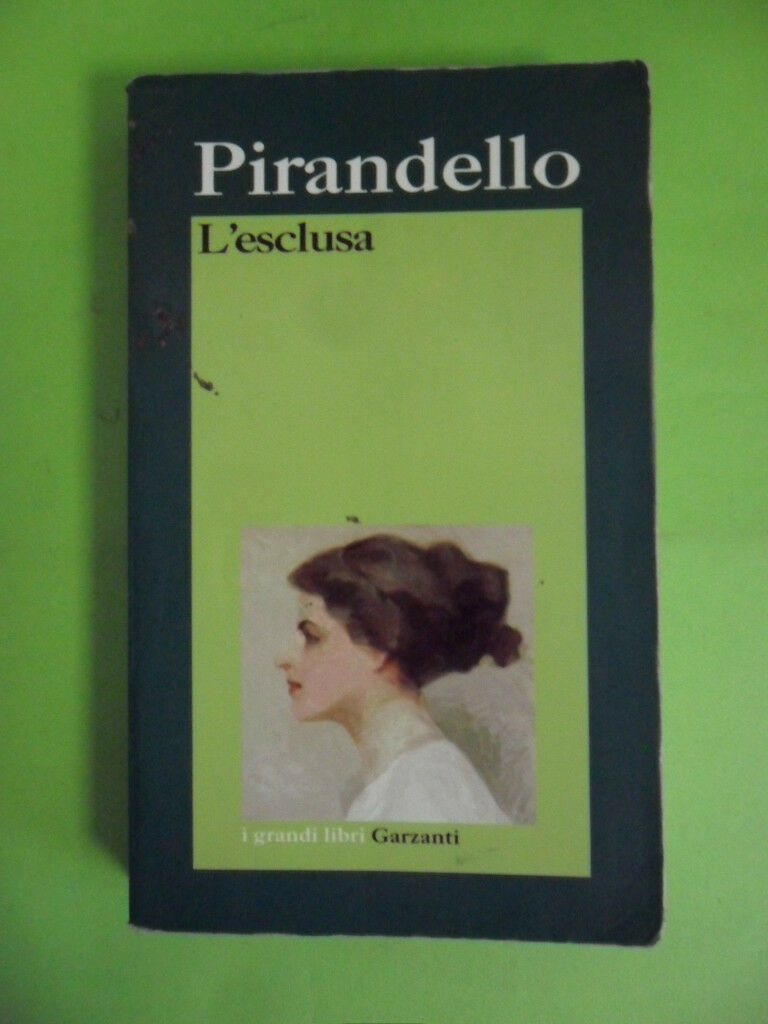 Pirandello
L'esclusa
i grandi libri Garzanti